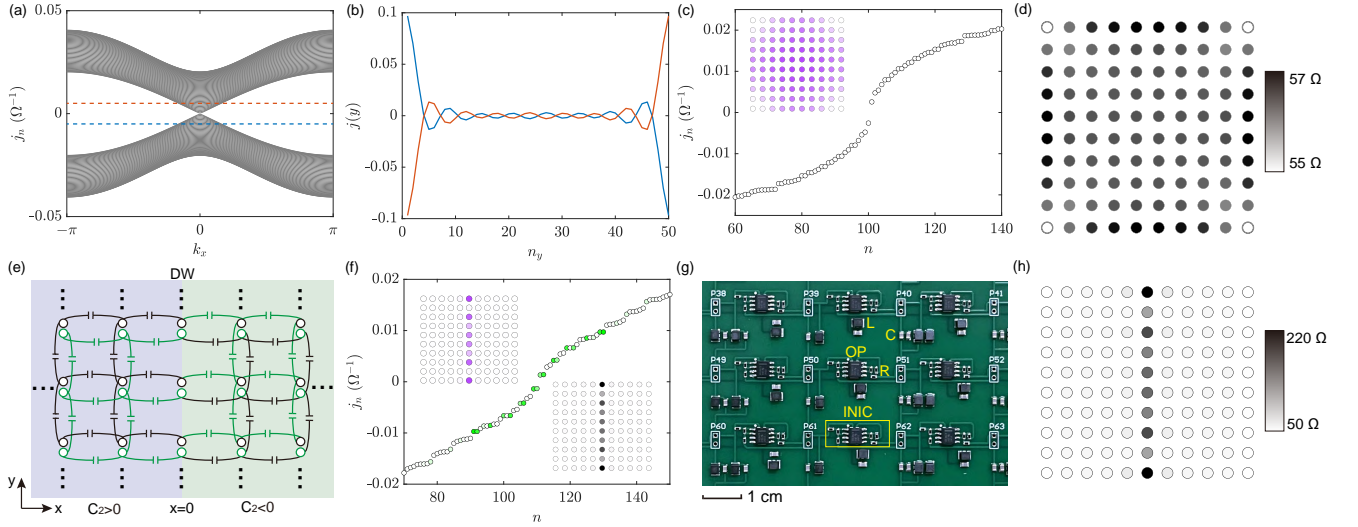 (a)
0.05
0
−0.05
j_n (Ω⁻¹)
−π
0
π
k_x
(b)
0.1
0.05
0
-0.05
-0.1
j(y)
0
10
20
30
40
50
n_y
(c)
0.02
0.01
0
-0.01
-0.02
j_n (Ω⁻¹)
60
80
100
120
140
n
(d)
57 Ω
55 Ω
(e)
DW
y
x
C₂>0
x=0
C₂<0
(f)
0.02
0.01
0
-0.01
-0.02
j_n (Ω⁻¹)
80
100
120
140
n
(g)
P38
P39
P40
P41
L
C
P49
P50
OP
P51
P52
R
INIC
P60
P61
P62
P63
1 cm
(h)
220 Ω
50 Ω